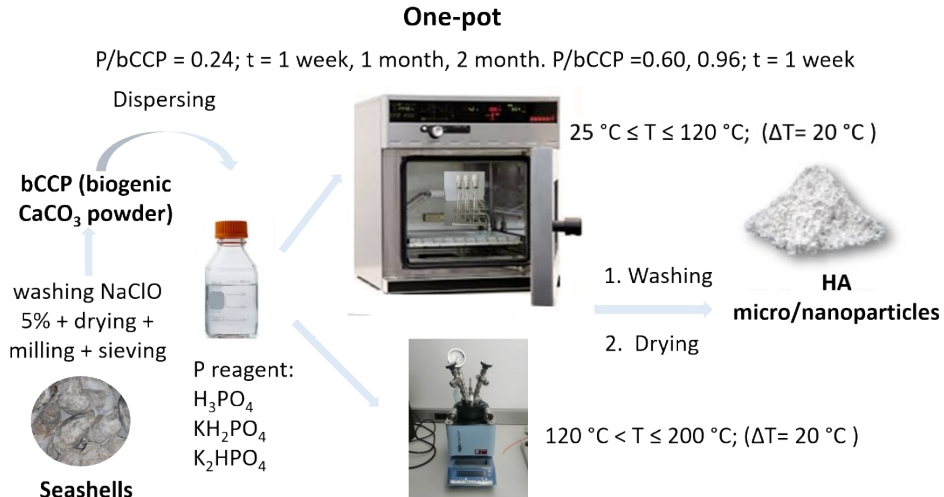 One-pot
P/bCCP = 0.24; t = 1 week, 1 month, 2 month. P/bCCP =0.60, 0.96; t = 1 week
Dispersing
25 °C ≤ T ≤ 120 °C; (ΔT= 20 °C )
bCCP (biogenic
CaCO₃ powder)
washing NaClO
5% + drying +
milling + sieving
Seashells
P reagent:
H₃PO₄
KH₂PO₄
K₂HPO₄
1. Washing
2. Drying
HA
micro/nanoparticles
120 °C < T ≤ 200 °C; (ΔT= 20 °C )